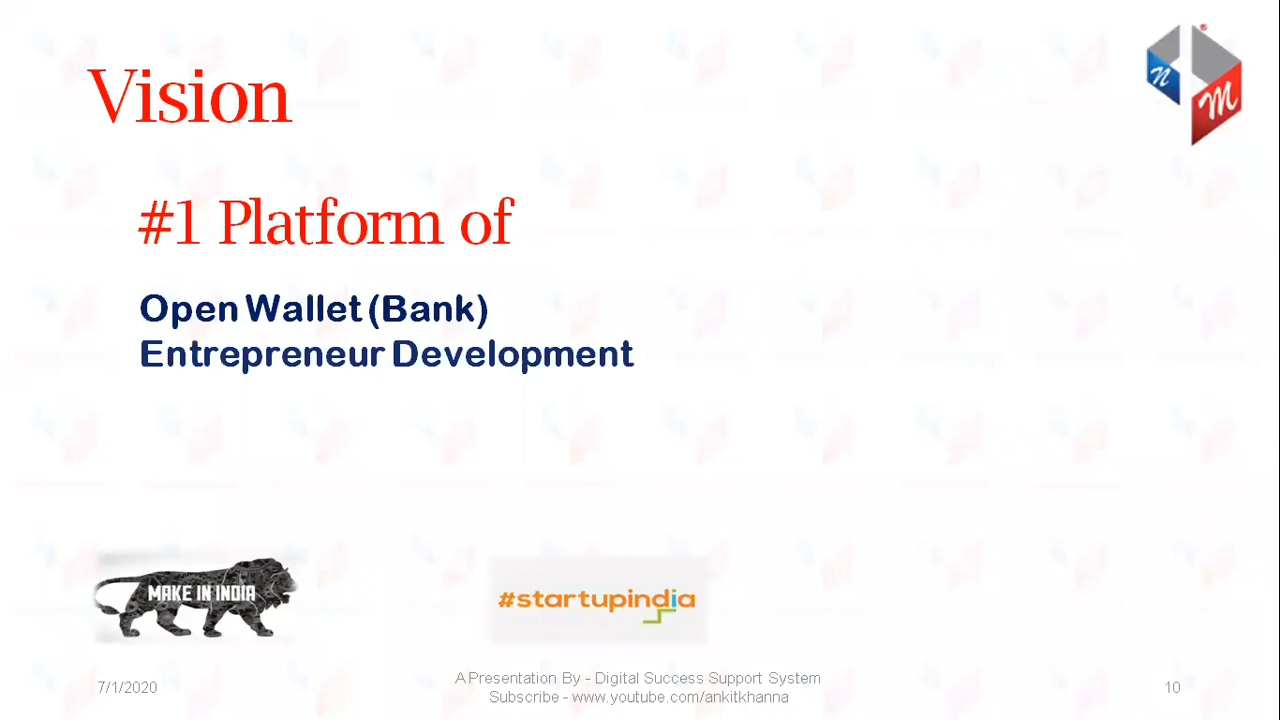 Vision
n M ®
#1 Platform of
Open Wallet (Bank)
Entrepreneur Development
MAKE IN INDIA
#startupindia
7/1/2020
A Presentation By - Digital Success Support System
Subscribe - www.youtube.com/ankitkhanna
10